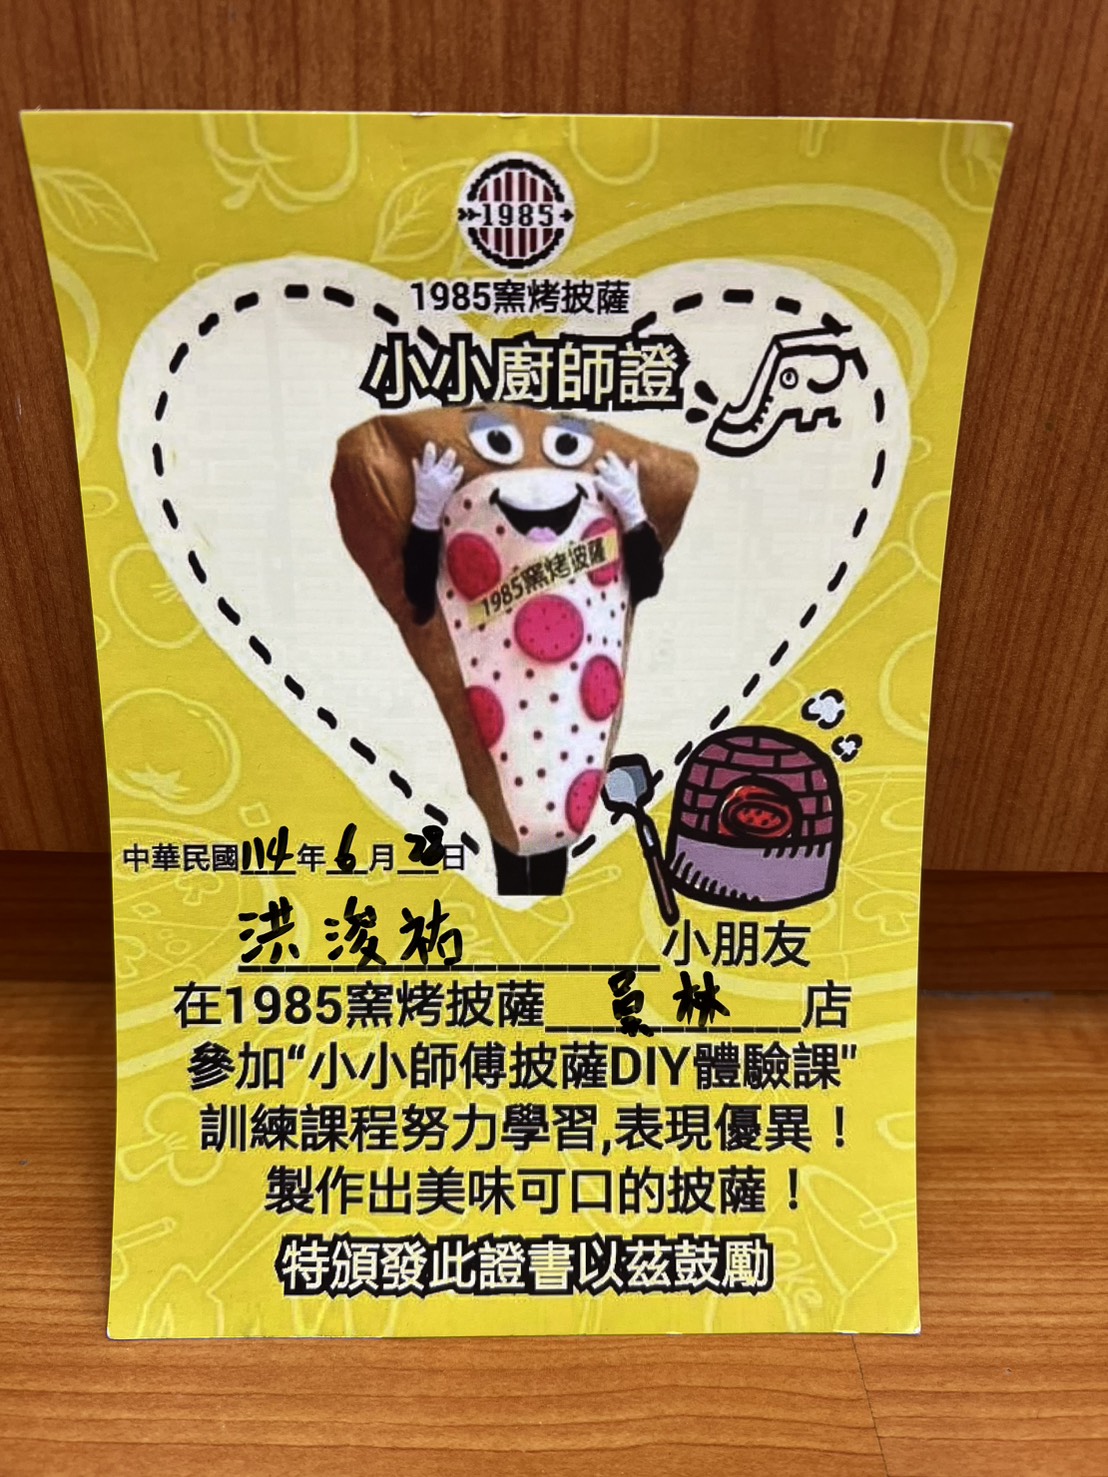 1985
1985窯烤披薩
小小廚師證
1985窯烤披薩
中華民國114年6月28日
洪浚祐小朋友
在1985窯烤披薩員林店
參加“小小師傅披薩DIY體驗課"
訓練課程努力學習,表現優異！
製作出美味可口的披薩！
特頒發此證書以茲鼓勵